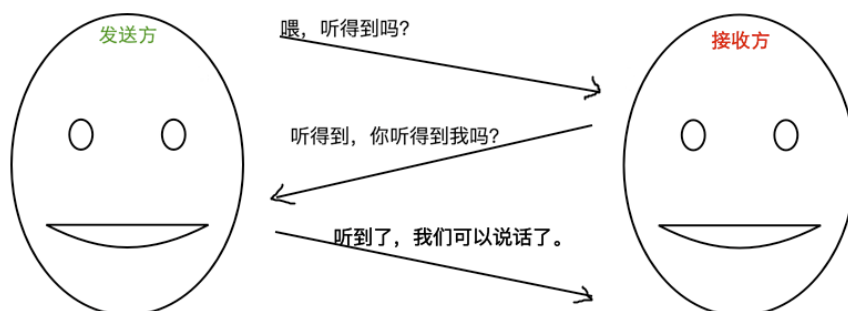 发送方
接收方
喂，听得到吗？
听得到，你听得到我吗？
听到了，我们可以说话了。